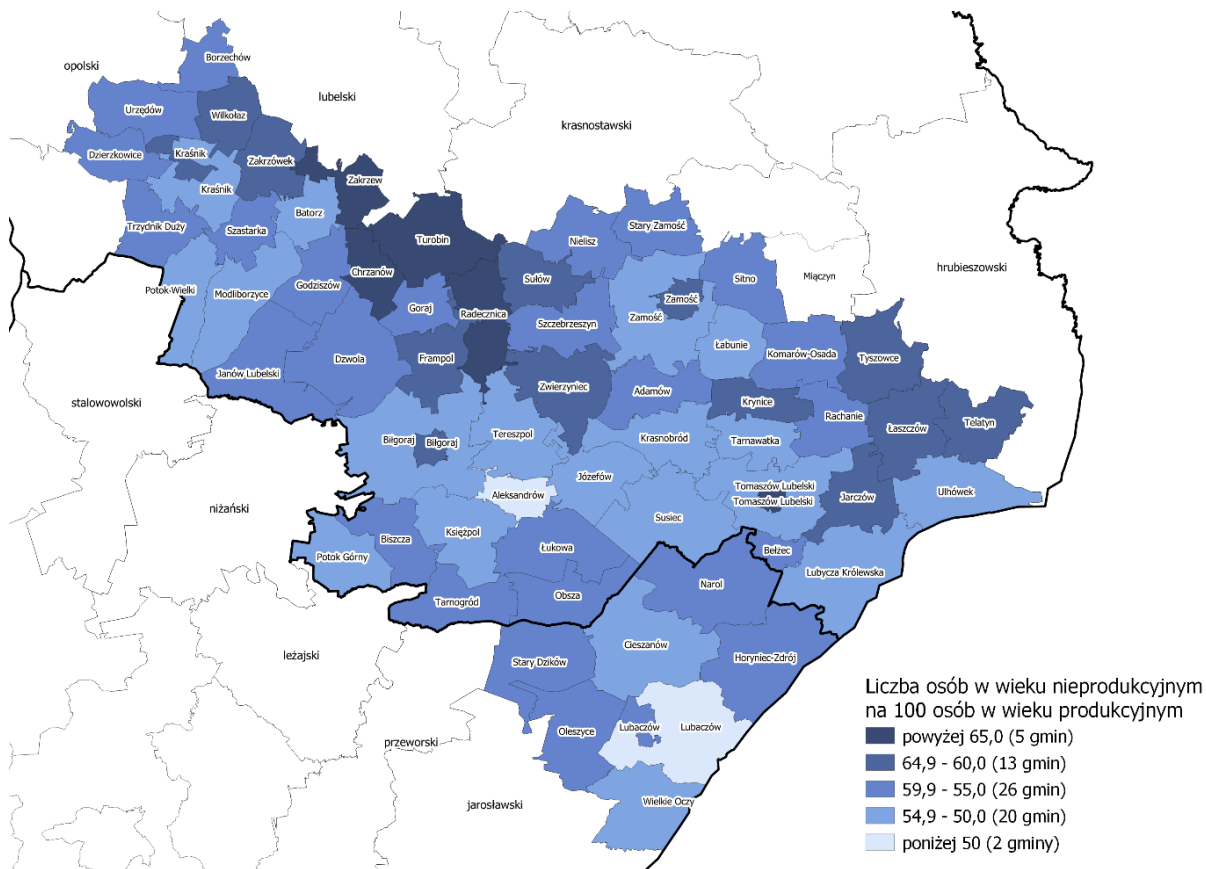 Borzechów
opolski
lubelski
Urzędów
Wilkołaz
krasnostawski
Dzierzkowice
Kraśnik
Zakrzówek
Zakrzew
Kraśnik
Batorz
Trzydnik Duży
Szastarka
Turobin
Nielisz
Stary Zamość
Chrzanów
Sułów
Sitno
Miączyn
hrubieszowski
Potok-Wielki
Modliborzyce
Godziszów
Goraj
Radecznica
Zamość
Zamość
Szczebrzeszyn
Łabunie
Komarów-Osada
Tyszowce
Janów Lubelski
Dzwola
Frampol
Zwierzyniec
Adamów
Krynice
Rachanie
stalowowolski
Łaszczów
Telatyn
Biłgoraj
Biłgoraj
Tereszpol
Krasnobród
Tarnawatka
Józefów
Aleksandrów
Tomaszów Lubelski
Tomaszów Lubelski
Jarczów
Ulhówek
niżański
Susiec
Księżpol
Biszcza
Potok Górny
Łukowa
Bełżec
Lubycza Królewska
Narol
Obsza
Tarnogród
leżajski
Cieszanów
Stary Dzików
Horyniec-Zdrój
Lubaczów
Lubaczów
Oleszyce
przeworski
jarosławski
Wielkie Oczy
Liczba osób w wieku nieprodukcyjnym
na 100 osób w wieku produkcyjnym
powyżej 65,0 (5 gmin)
64,9 - 60,0 (13 gmin)
59,9 - 55,0 (26 gmin)
54,9 - 50,0 (20 gmin)
poniżej 50 (2 gminy)